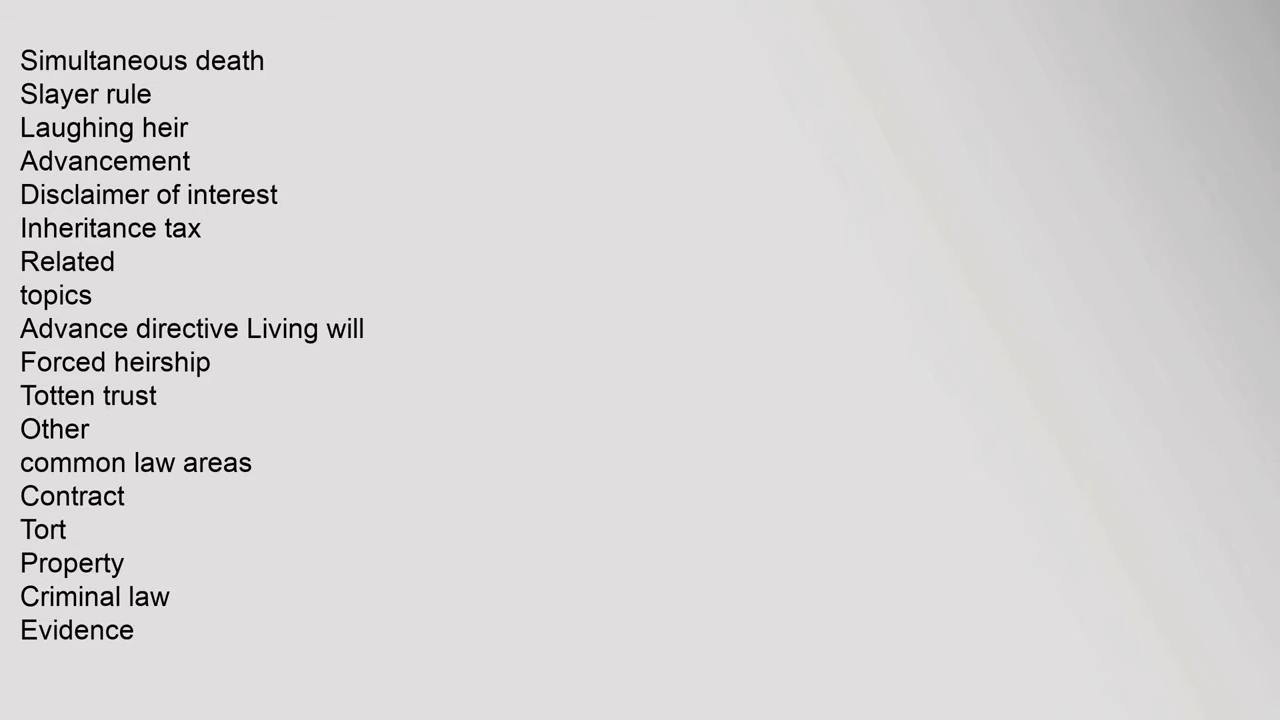 Simultaneous death
Slayer rule
Laughing heir
Advancement
Disclaimer of interest
Inheritance tax
Related
topics
Advance directive Living will
Forced heirship
Totten trust
Other
common law areas
Contract
Tort
Property
Criminal law
Evidence